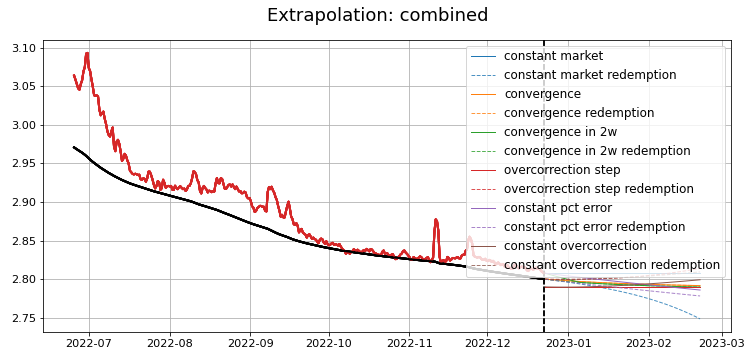 Extrapolation: combined
3.10
3.05
3.00
2.95
2.90
2.85
2.80
2.75
constant market
constant market redemption
convergence
convergence redemption
convergence in 2w
convergence in 2w redemption
overcorrection step
overcorrection step redemption
constant pct error
constant pct error redemption
constant overcorrection
constant overcorrection redemption
2022-07 2022-08 2022-09 2022-10 2022-11 2022-12 2023-01 2023-02 2023-03